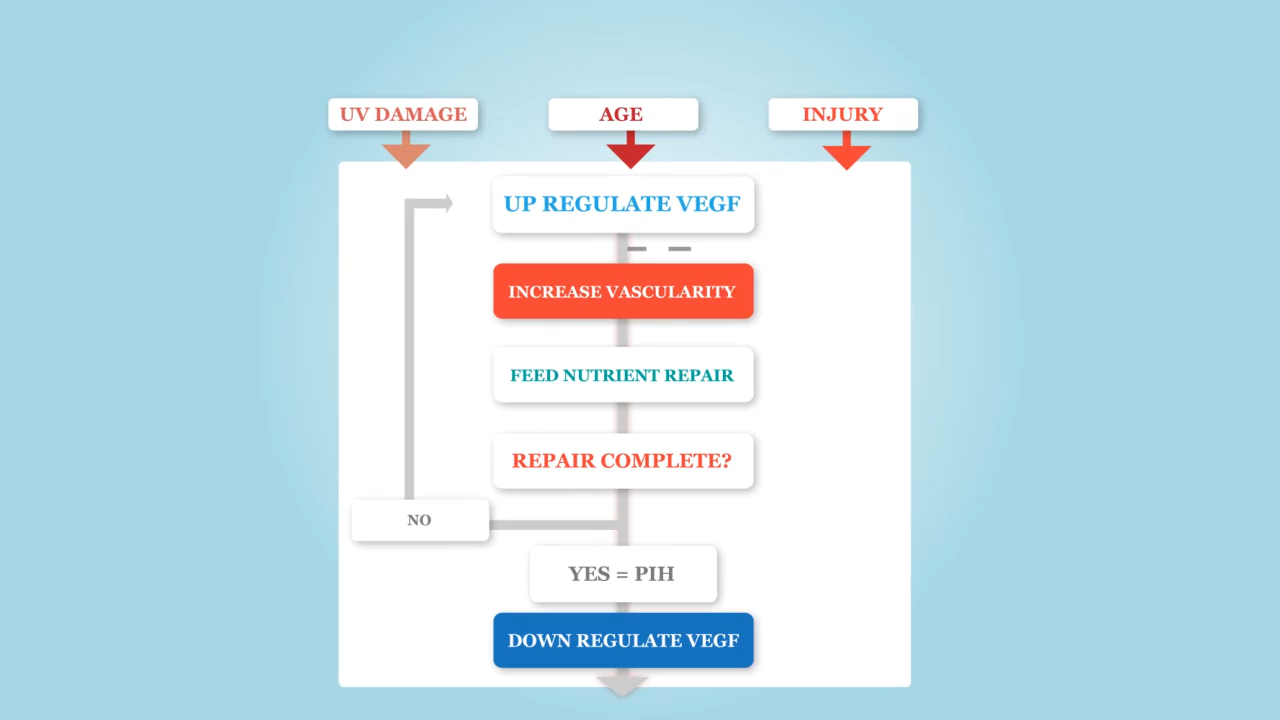 UV DAMAGE
AGE
INJURY
UP REGULATE VEGF
INCREASE VASCULARITY
FEED NUTRIENT REPAIR
REPAIR COMPLETE?
NO
YES = PIH
DOWN REGULATE VEGF